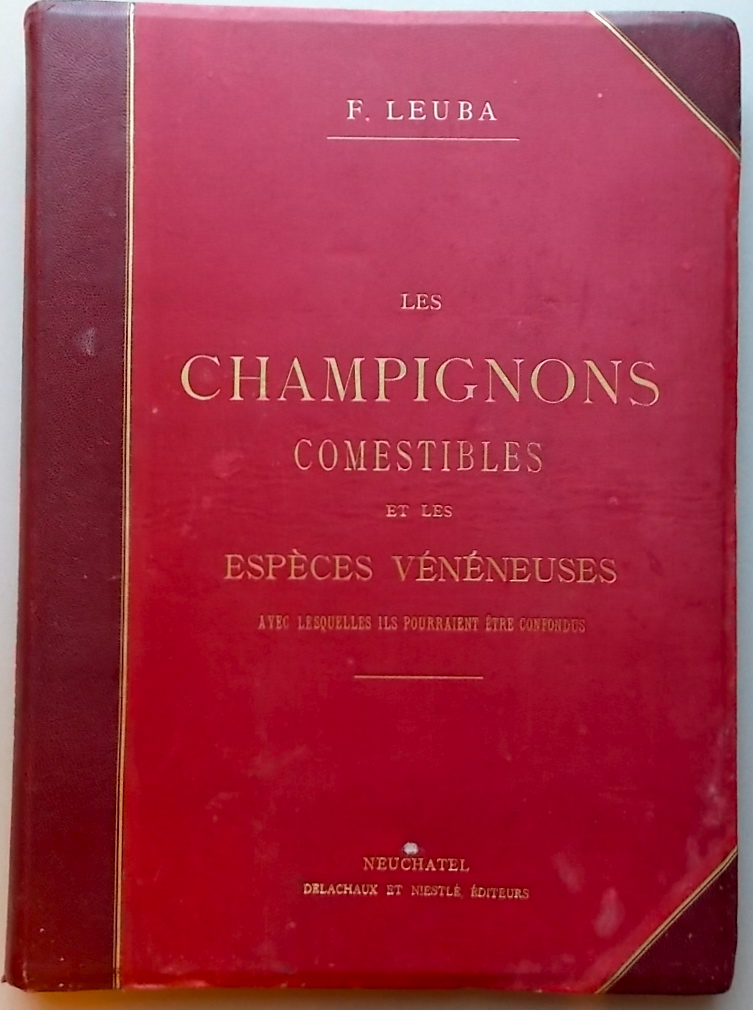 F. LEUBA
LES
CHAMPIGNONS
COMESTIBLES
ET LES
ESPÈCES VÉNÉNEUSES
AVEC LESQUELLES ILS POURRAIENT ÊTRE CONFONDUS
NEUCHATEL
DELACHAUX ET NIESTLÉ, ÉDITEURS